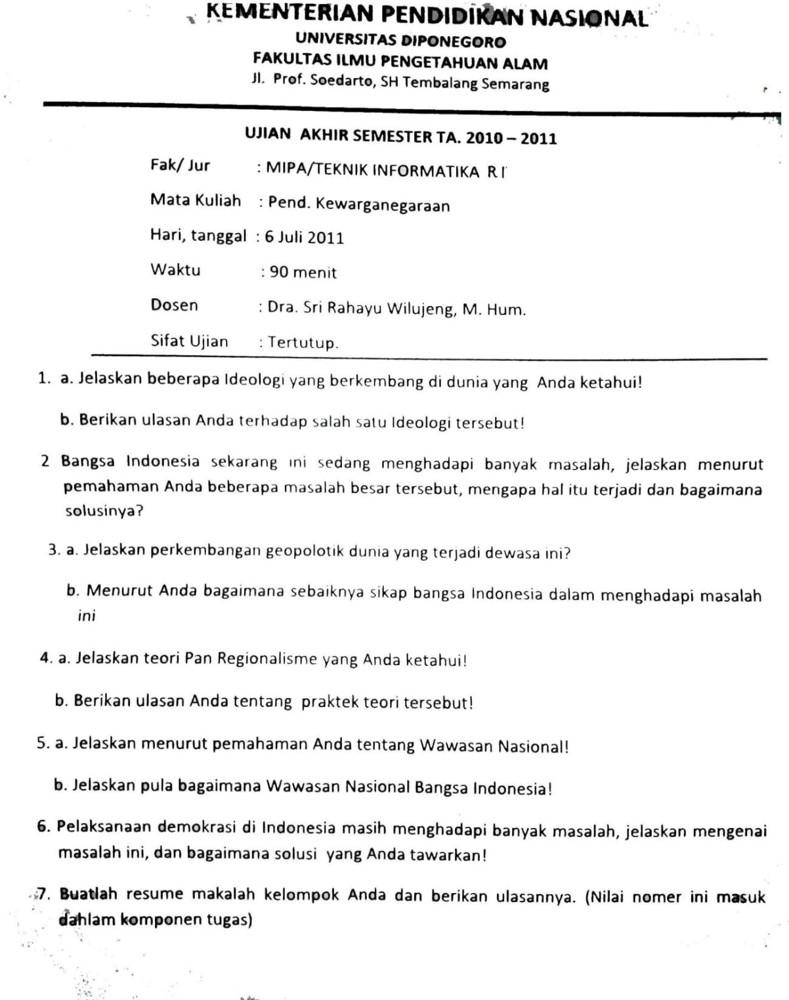 KEMENTERIAN PENDIDIKAN NASIONAL
UNIVERSITAS DIPONEGORO
FAKULTAS ILMU PENGETAHUAN ALAM
Jl. Prof. Soedarto, SH Tembalang Semarang
UJIAN AKHIR SEMESTER TA. 2010 – 2011
Fak/ Jur : MIPA/TEKNIK INFORMATIKA R I
Mata Kuliah : Pend. Kewarganegaraan
Hari, tanggal : 6 Juli 2011
Waktu : 90 menit
Dosen : Dra. Sri Rahayu Wilujeng, M. Hum.
Sifat Ujian : Tertutup.
1. a. Jelaskan beberapa Ideologi yang berkembang di dunia yang Anda ketahui!
b. Berikan ulasan Anda terhadap salah satu Ideologi tersebut!
2 Bangsa Indonesia sekarang ini sedang menghadapi banyak masalah, jelaskan menurut
pemahaman Anda beberapa masalah besar tersebut, mengapa hal itu terjadi dan bagaimana
solusinya?
3. a. Jelaskan perkembangan geopolotik dunia yang terjadi dewasa ini?
b. Menurut Anda bagaimana sebaiknya sikap bangsa Indonesia dalam menghadapi masalah
ini
4. a. Jelaskan teori Pan Regionalisme yang Anda ketahui!
b. Berikan ulasan Anda tentang praktek teori tersebut!
5. a. Jelaskan menurut pemahaman Anda tentang Wawasan Nasional!
b. Jelaskan pula bagaimana Wawasan Nasional Bangsa Indonesia!
6. Pelaksanaan demokrasi di Indonesia masih menghadapi banyak masalah, jelaskan mengenai
masalah ini, dan bagaimana solusi yang Anda tawarkan!
7. Buatlah resume makalah kelompok Anda dan berikan ulasannya. (Nilai nomer ini masuk
dahlam komponen tugas)